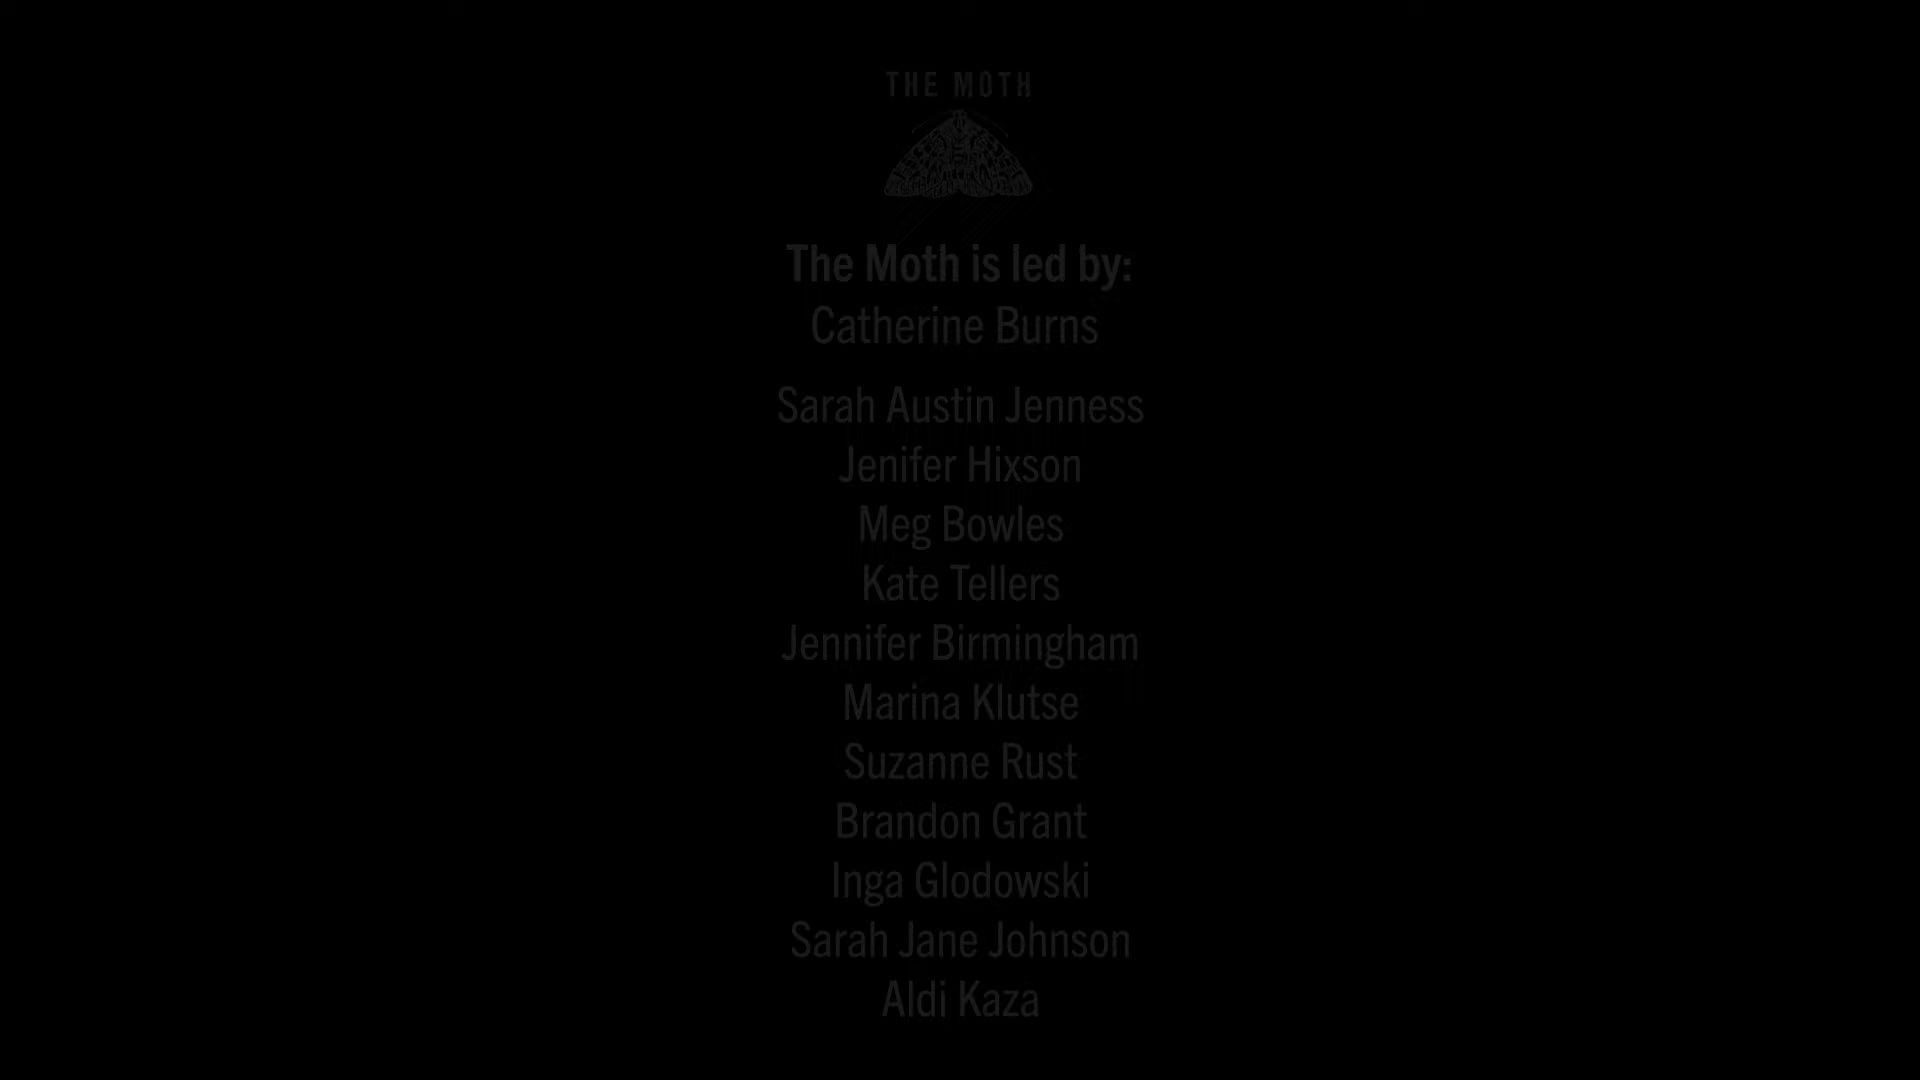 THE MOTH
The Moth is led by:
Catherine Burns
Sarah Austin Jenness
Jenifer Hixson
Meg Bowles
Kate Tellers
Jennifer Birmingham
Marina Klutse
Suzanne Rust
Brandon Grant
Inga Glodowski
Sarah Jane Johnson
Aldi Kaza